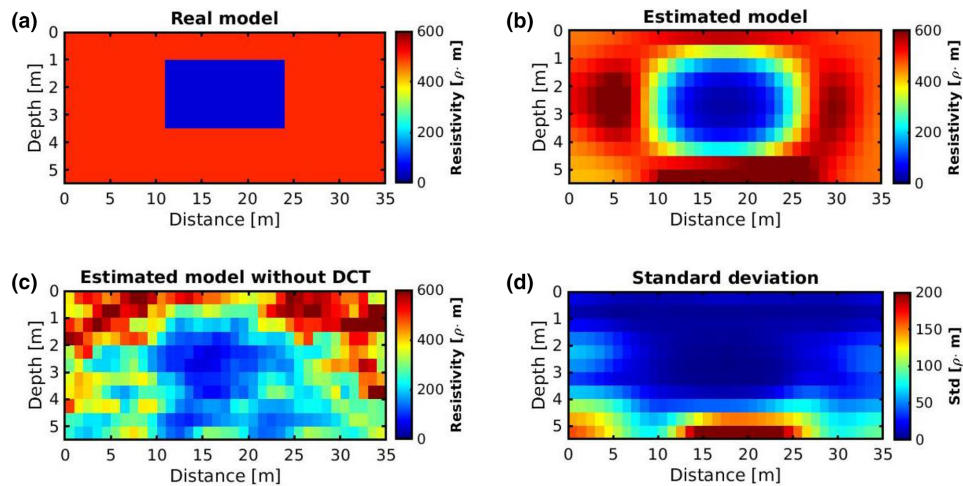 (a)
Real model
Depth [m]
0
1
2
3
4
5
0 5 10 15 20 25 30 35
Distance [m]
600
400
200
0
Resistivity [ρ· m]
(b)
Estimated model
Depth [m]
0
1
2
3
4
5
0 5 10 15 20 25 30 35
Distance [m]
600
400
200
0
Resistivity [ρ· m]
(c)
Estimated model without DCT
Depth [m]
0
1
2
3
4
5
0 5 10 15 20 25 30 35
Distance [m]
600
400
200
0
Resistivity [ρ· m]
(d)
Standard deviation
Depth [m]
0
1
2
3
4
5
0 5 10 15 20 25 30 35
Distance [m]
200
150
100
50
0
Std [ρ· m]